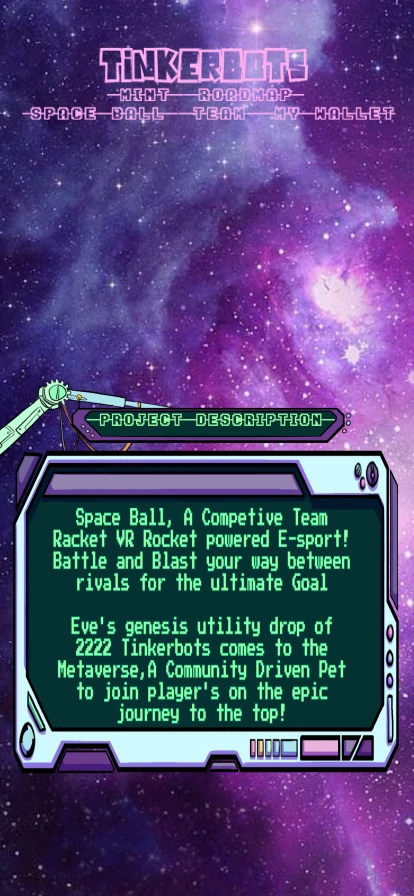 TiNKERBOTS
MINT ROADMAP
SPACE BALL TEAM MY WALLET
PROJECT DESCRIPTION
Space Ball, A Competive Team
Racket VR Rocket powered E-sport!
Battle and Blast your way between
rivals for the ultimate Goal
Eve's genesis utility drop of
2222 Tinkerbots comes to the
Metaverse,A Community Driven Pet
to join player's on the epic
journey to the top!